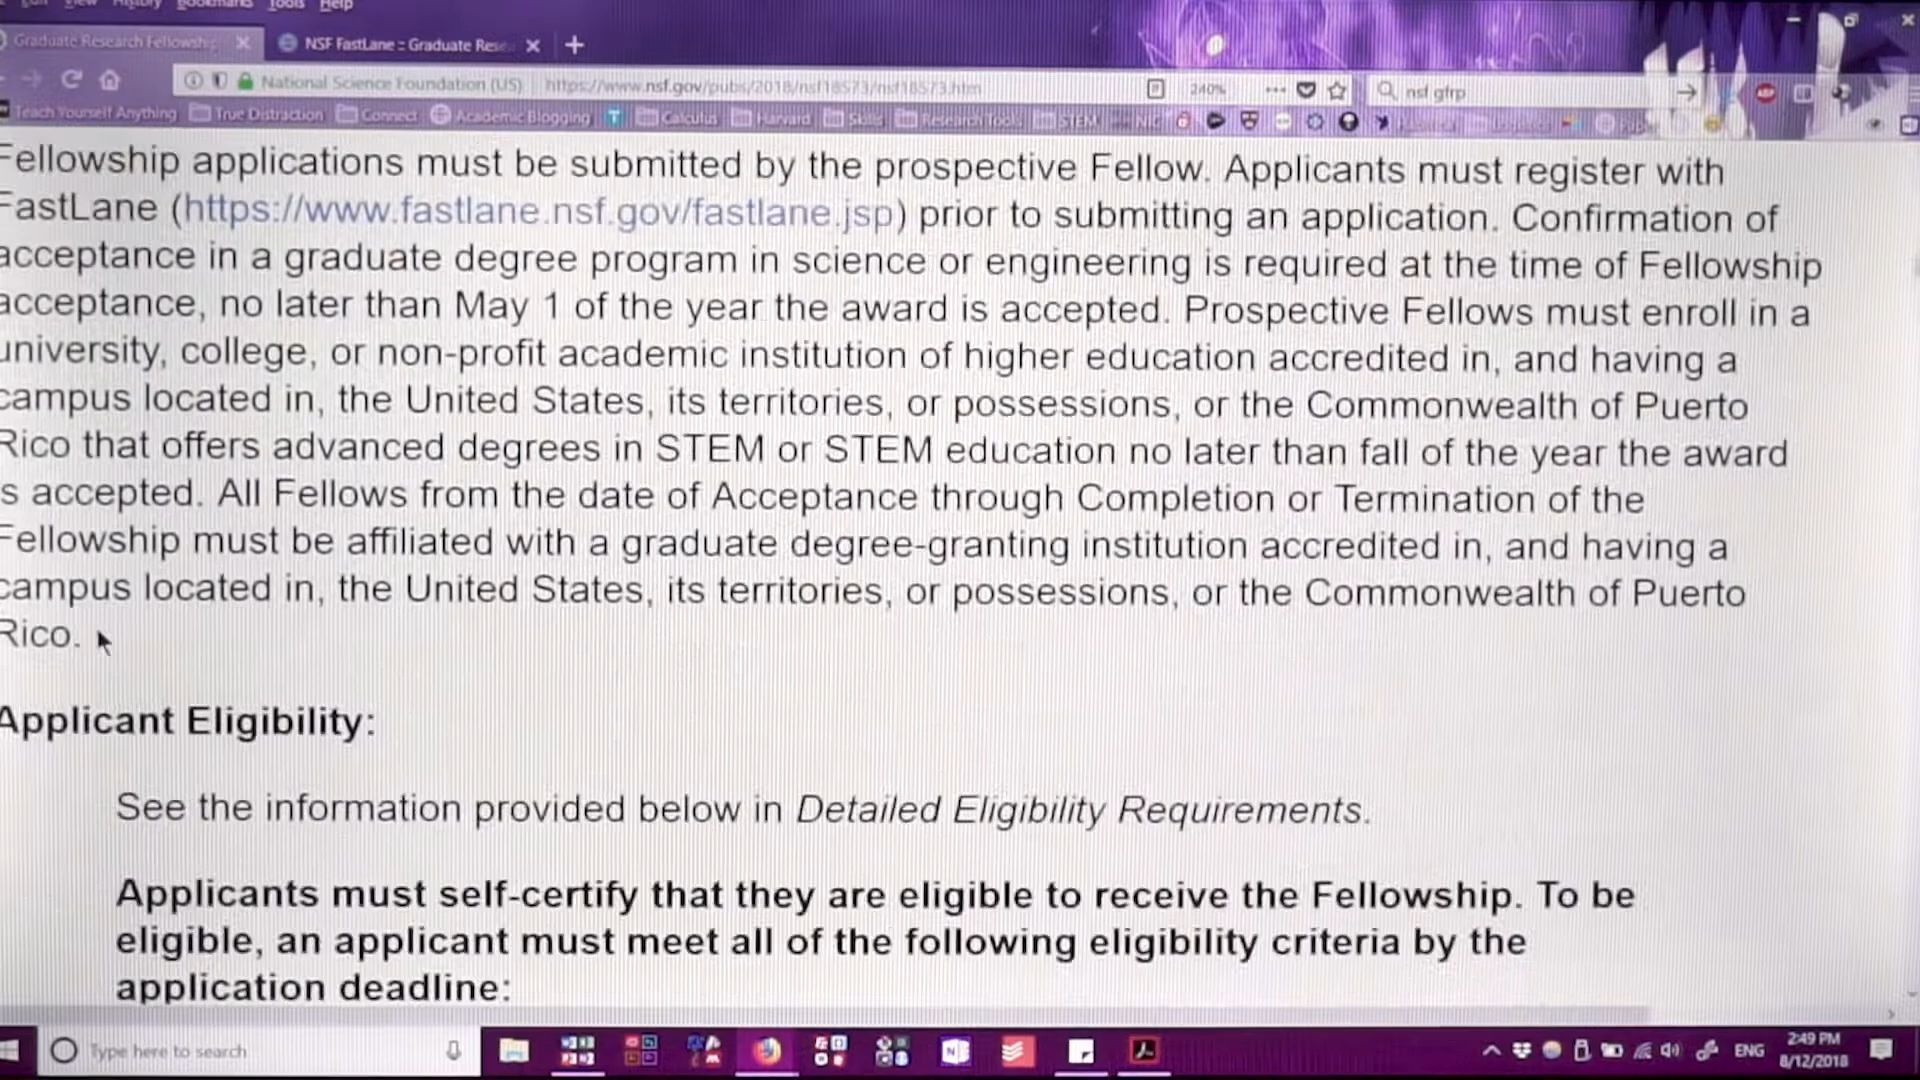 Edit View History Bookmarks Tools Help
Graduate Research Fellowship
NSF FastLane :: Graduate Rese
National Science Foundation (US)
https://www.nsf.gov/pubs/2018/nsf18573/nsf18573.htm
240%
nsf gfrp
Teach Yourself Anything
True Distraction
Connect
Academic Blogging
Calculus
Harvard
Skills
Research Tools
STEM
Fellowship applications must be submitted by the prospective Fellow. Applicants must register with
FastLane (https://www.fastlane.nsf.gov/fastlane.jsp) prior to submitting an application. Confirmation of
acceptance in a graduate degree program in science or engineering is required at the time of Fellowship
acceptance, no later than May 1 of the year the award is accepted. Prospective Fellows must enroll in a
university, college, or non-profit academic institution of higher education accredited in, and having a
campus located in, the United States, its territories, or possessions, or the Commonwealth of Puerto
Rico that offers advanced degrees in STEM or STEM education no later than fall of the year the award
is accepted. All Fellows from the date of Acceptance through Completion or Termination of the
Fellowship must be affiliated with a graduate degree-granting institution accredited in, and having a
campus located in, the United States, its territories, or possessions, or the Commonwealth of Puerto
Rico.
Applicant Eligibility:
See the information provided below in Detailed Eligibility Requirements.
Applicants must self-certify that they are eligible to receive the Fellowship. To be
eligible, an applicant must meet all of the following eligibility criteria by the
application deadline:
Type here to search
ENG
2:49 PM
8/12/2018